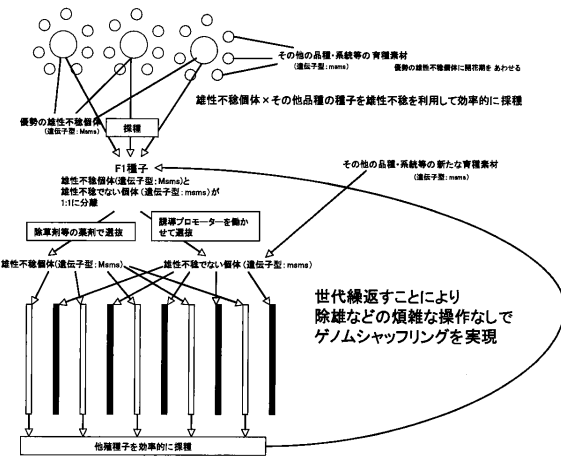 その他の品種・系統等の育種素材
(遺伝子型:msms)
優勢の雄性不稔個体に開花期を あわせる
雄性不稔個体×その他品種の種子を雄性不稔を利用して効率的に採種
優勢の雄性不稔個体
(遺伝子型:Msms)
採種
F1種子
雄性不稔個体(遺伝子型:Msms)と
雄性不稔でない個体(遺伝子型:msms)が
1:1に分離
その他の品種・系統等の新たな育種素材
(遺伝子型:msms)
除草剤等の薬剤で選抜
誘導プロモーターを働か
せて選抜
雄性不稔個体(遺伝子型:Msms)
雄性不稔でない個体(遺伝子型:msms)
世代繰返すことにより
除雄などの煩雑な操作なしで
ゲノムシャッフリングを実現
他殖種子を効率的に採種